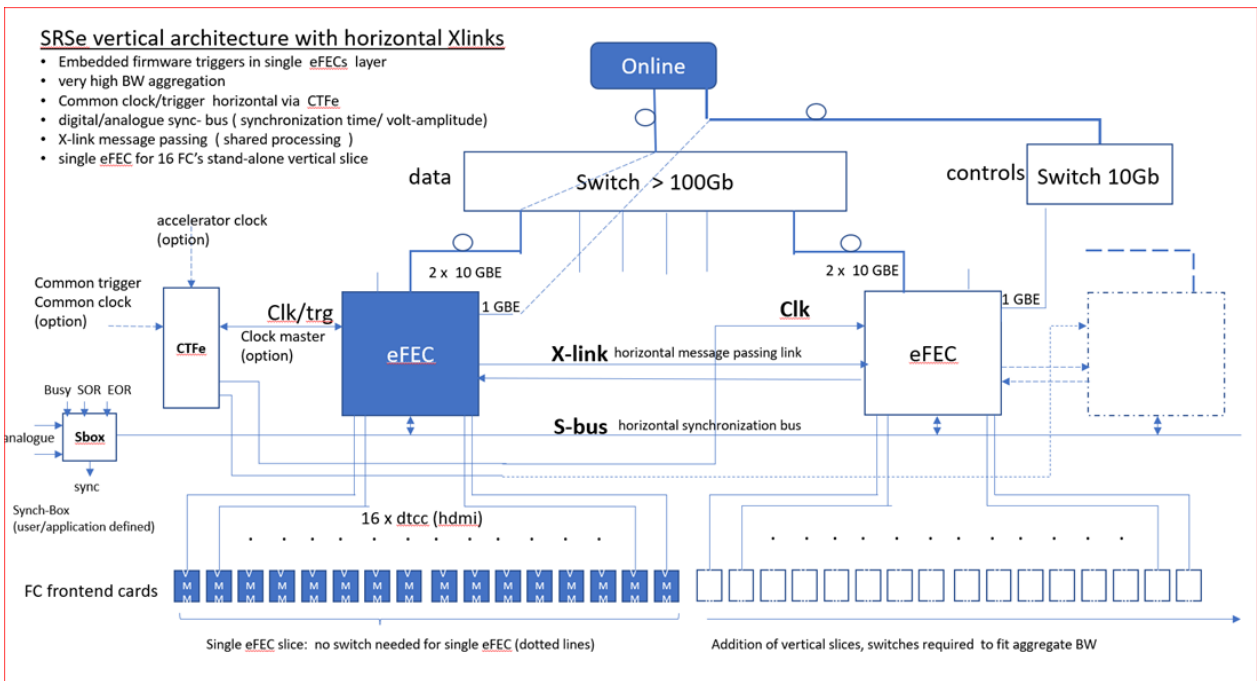 SRSe vertical architecture with horizontal Xlinks
• Embedded firmware triggers in single eFECs layer
• very high BW aggregation
• Common clock/trigger horizontal via CTFe
• digital/analogue sync- bus ( synchronization time/ volt-amplitude)
• X-link message passing ( shared processing )
• single eFEC for 16 FC's stand-alone vertical slice
Online
data
Switch > 100Gb
controls
Switch 10Gb
accelerator clock
(option)
2 x 10 GBE
2 x 10 GBE
Common trigger
Common clock
(option)
CTFe
Clk/trg
Clock master
(option)
eFEC
1 GBE
Clk
X-link horizontal message passing link
eFEC
1 GBE
Busy SOR EOR
analogue
Sbox
S-bus horizontal synchronization bus
sync
Synch-Box
(user/application defined)
16 x dtcc (hdmi)
. . . . . . . . . . . . .
. . . . . . . . . . . . .
FC frontend cards
V M M V M M V M M V M M V M M V M M V M M V M M V M M V M M V M M V M M V M M V M M V M M V M M
Single eFEC slice: no switch needed for single eFEC (dotted lines)
Addition of vertical slices, switches required to fit aggregate BW